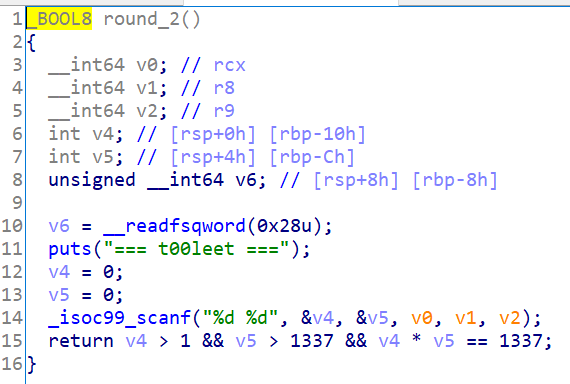 1 _BOOL8 round_2()
2 {
3 __int64 v0; // rcx
4 __int64 v1; // r8
5 __int64 v2; // r9
6 int v4; // [rsp+0h] [rbp-10h]
7 int v5; // [rsp+4h] [rbp-Ch]
8 unsigned __int64 v6; // [rsp+8h] [rbp-8h]
9
10 v6 = __readfsqword(0x28u);
11 puts("=== t00leet ===");
12 v4 = 0;
13 v5 = 0;
14 _isoc99_scanf("%d %d", &v4, &v5, v0, v1, v2);
15 return v4 > 1 && v5 > 1337 && v4 * v5 == 1337;
16 }